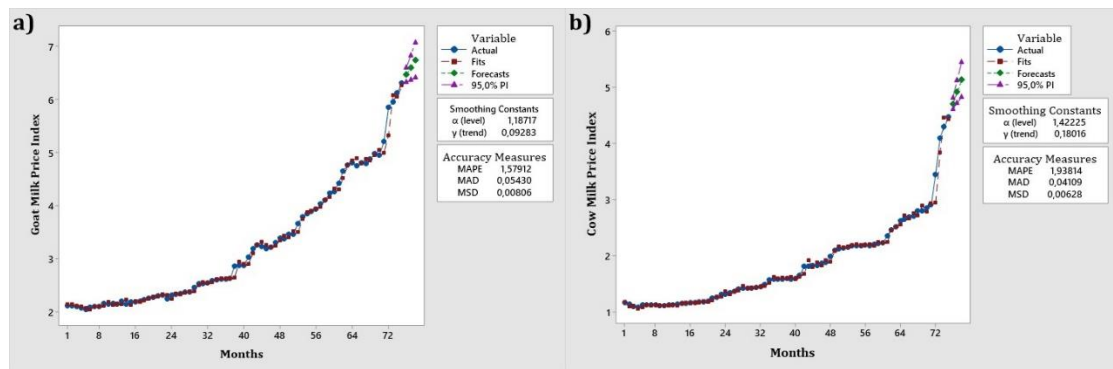 a)
Goat Milk Price Index
7
6
5
4
3
2
1 8 16 24 32 40 48 56 64 72
Months
Variable
Actual
Fits
Forecasts
95,0% PI
Smoothing Constants
α (level) 1,18717
γ (trend) 0,09283
Accuracy Measures
MAPE 1,57912
MAD 0,05430
MSD 0,00806
b)
Cow Milk Price Index
6
5
4
3
2
1
1 8 16 24 32 40 48 56 64 72
Months
Variable
Actual
Fits
Forecasts
95,0% PI
Smoothing Constants
α (level) 1,42225
γ (trend) 0,18016
Accuracy Measures
MAPE 1,93814
MAD 0,04109
MSD 0,00628